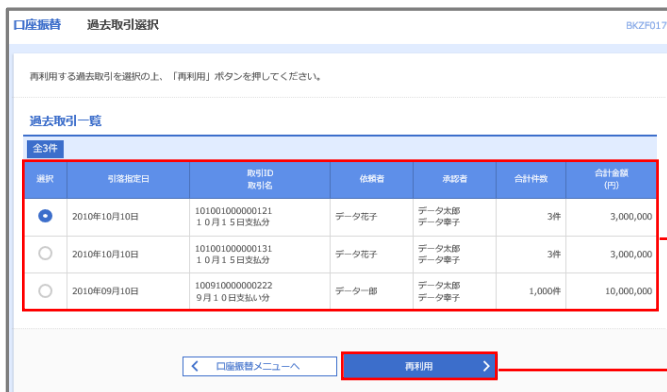 口座振替 過去取引選択 BKZF017
再利用する過去取引を選択の上、「再利用」ボタンを押してください。
過去取引一覧
全3件
選択 引落指定日 取引ID 取引名 依頼者 承認者 合計件数 合計金額 (円)
2010年10月10日 101001000000121 １０月１５日支払分 データ花子 データ太郎 データ幸子 3件 3,000,000
2010年10月10日 101001000000131 １０月１５日支払分 データ花子 データ太郎 データ幸子 3件 3,000,000
2010年09月10日 100910000000222 ９月１０日支払い分 データ一郎 データ太郎 データ幸子 1,000件 10,000,000
口座振替メニューへ 再利用